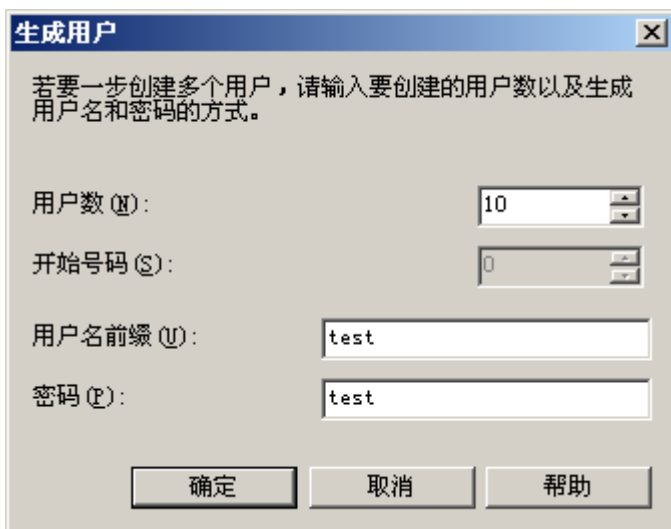 生成用户
若要一步创建多个用户，请输入要创建的用户数以及生成
用户名和密码的方式。
用户数(N):
10
开始号码(S):
0
用户名前缀(U):
test
密码(P):
test
确定
取消
帮助